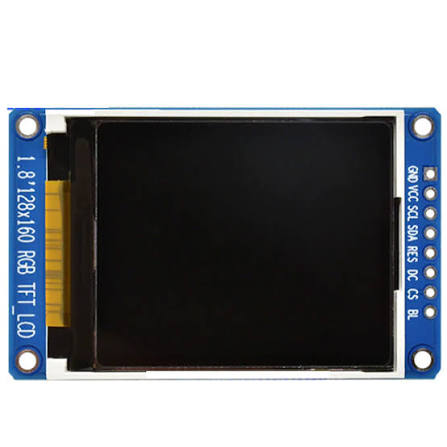 1.8'128x160 RGB TFT_LCD
GND VCC SCL SDA RES DC CS BL